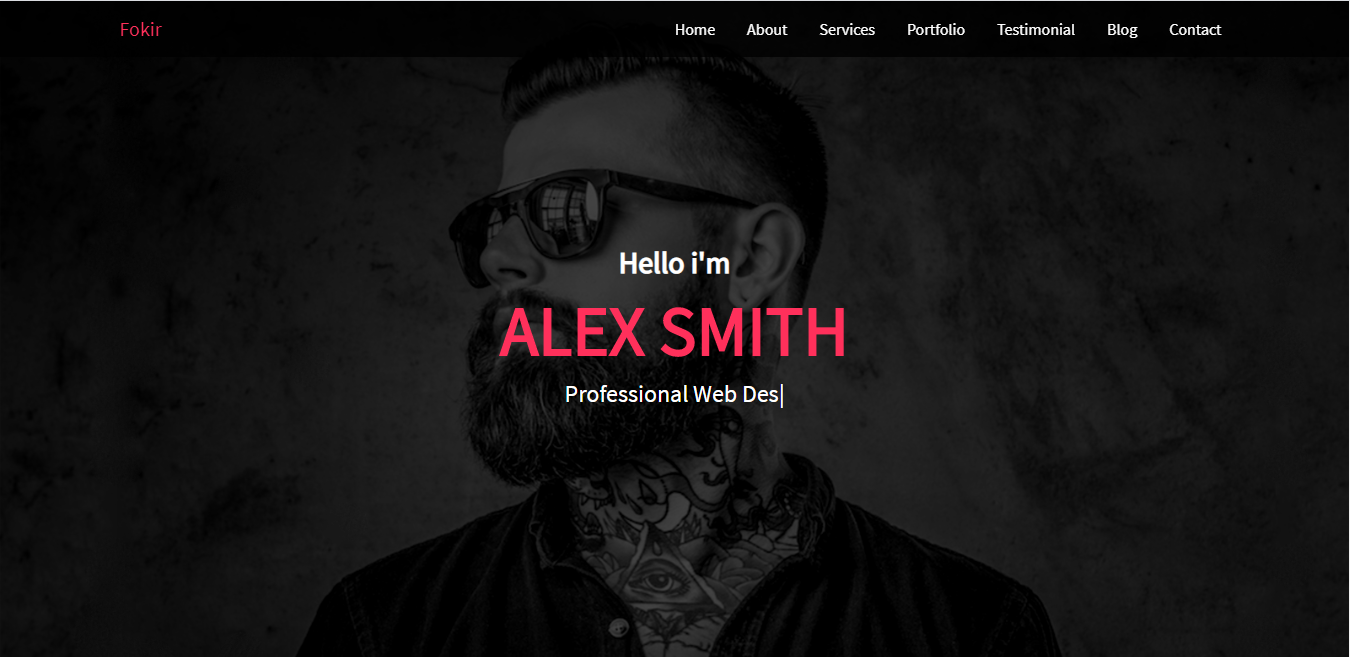 Fokir
Home About Services Portfolio Testimonial Blog Contact
Hello i'm
ALEX SMITH
Professional Web Des|